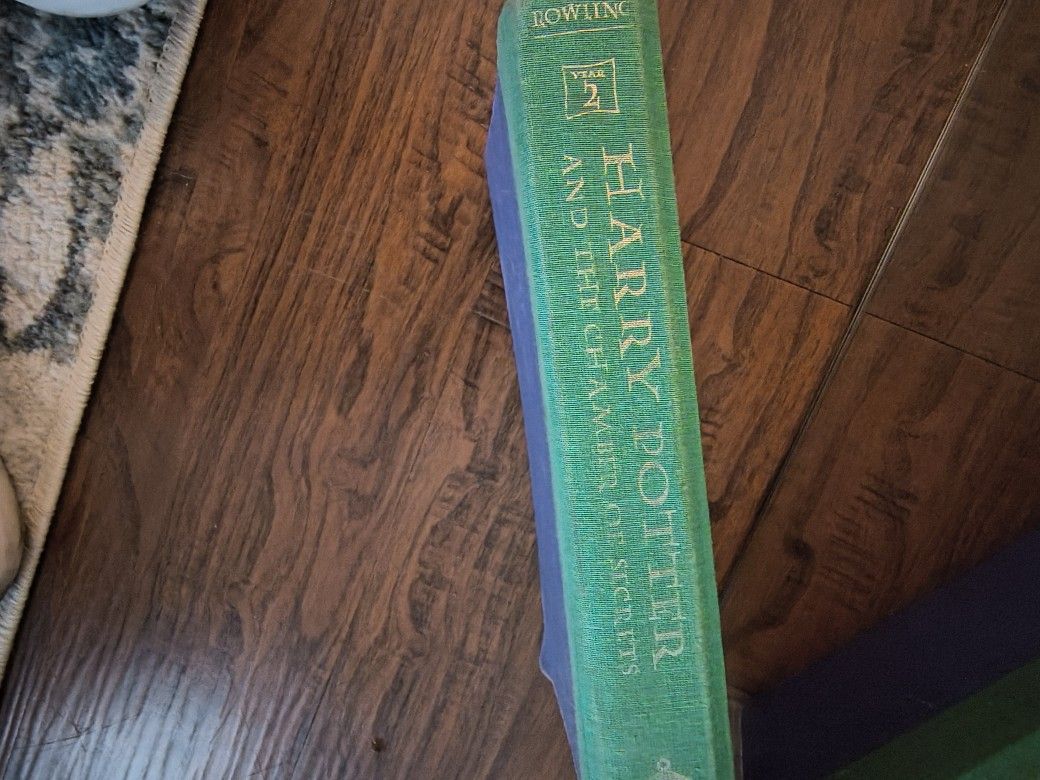 ROWLING
YEAR
2
HARRY POTTER
AND THE CHAMBER OF SECRETS